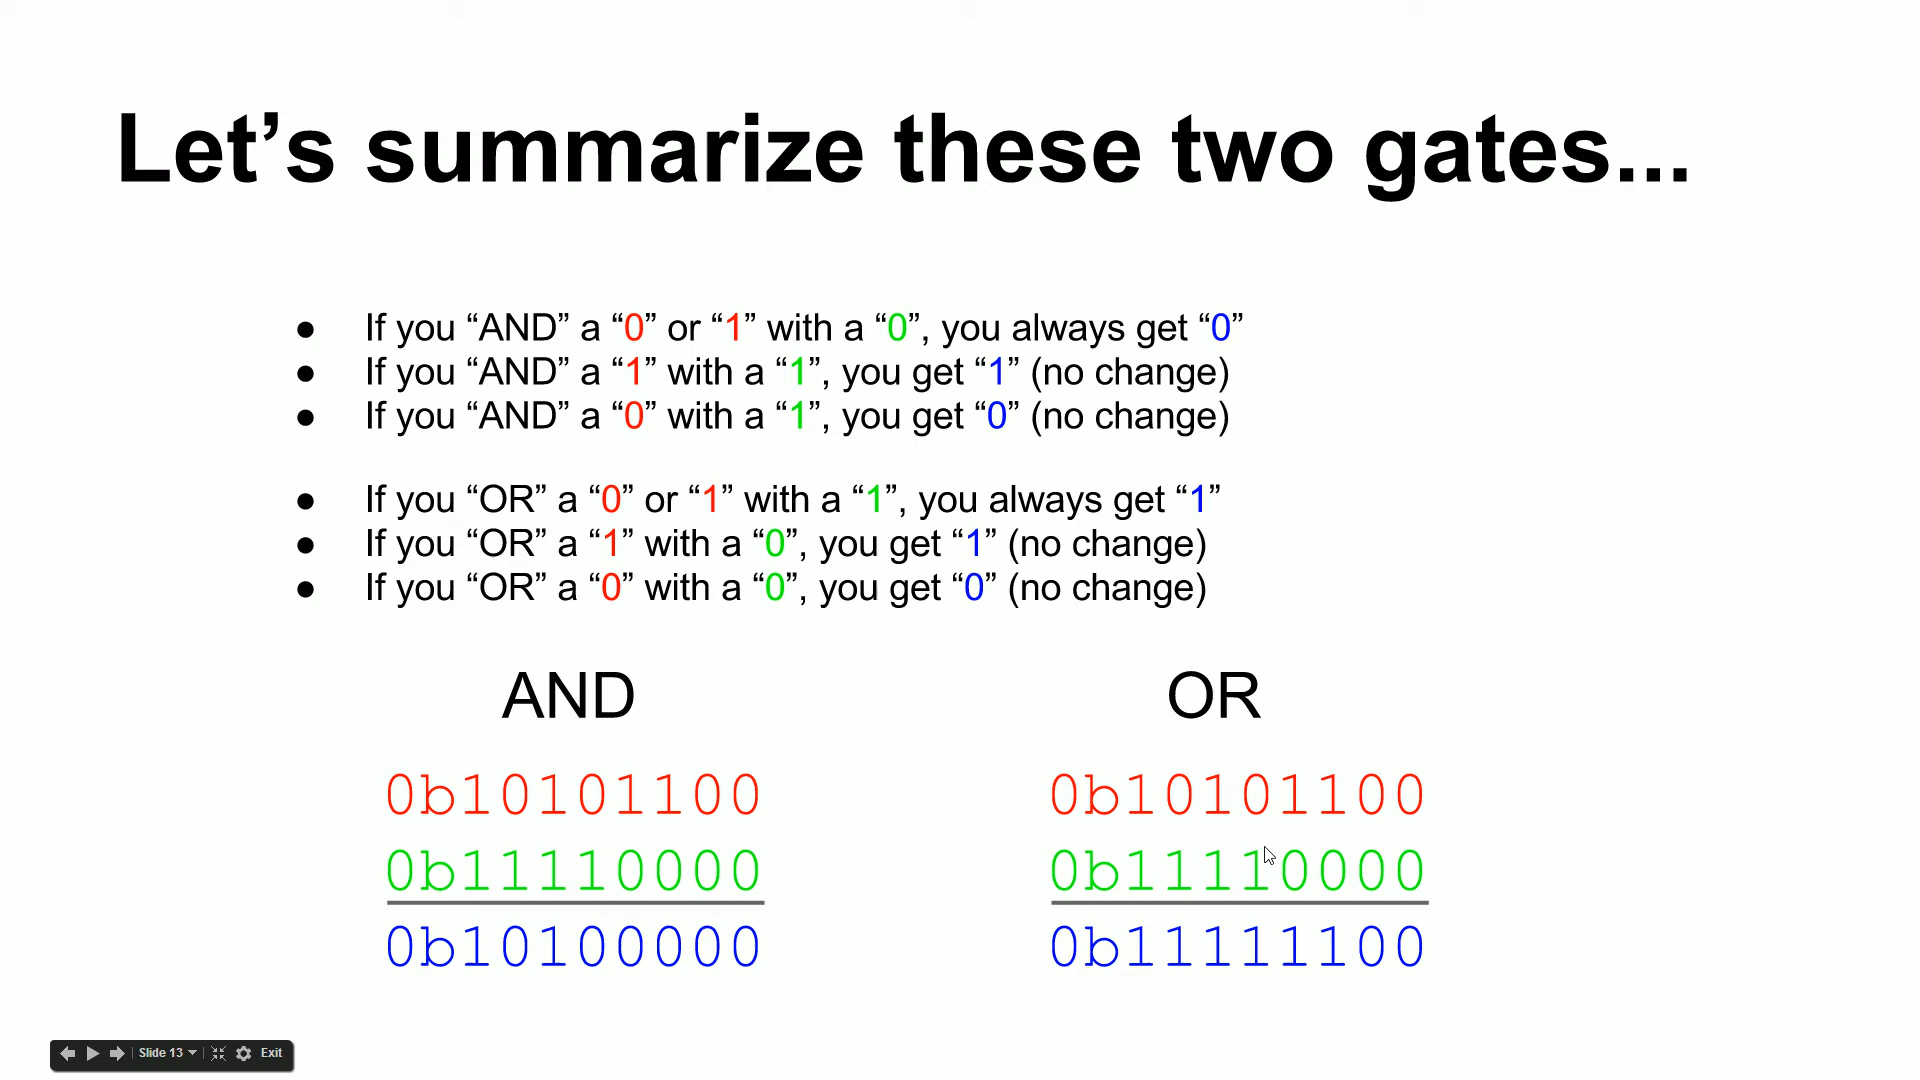 Let’s summarize these two gates...
● If you “AND” a “0” or “1” with a “0”, you always get “0”
● If you “AND” a “1” with a “1”, you get “1” (no change)
● If you “AND” a “0” with a “1”, you get “0” (no change)
● If you “OR” a “0” or “1” with a “1”, you always get “1”
● If you “OR” a “1” with a “0”, you get “1” (no change)
● If you “OR” a “0” with a “0”, you get “0” (no change)
AND
0b10101100
0b11110000
0b10100000
OR
0b10101100
0b11110000
0b11111100
Slide 13 Exit